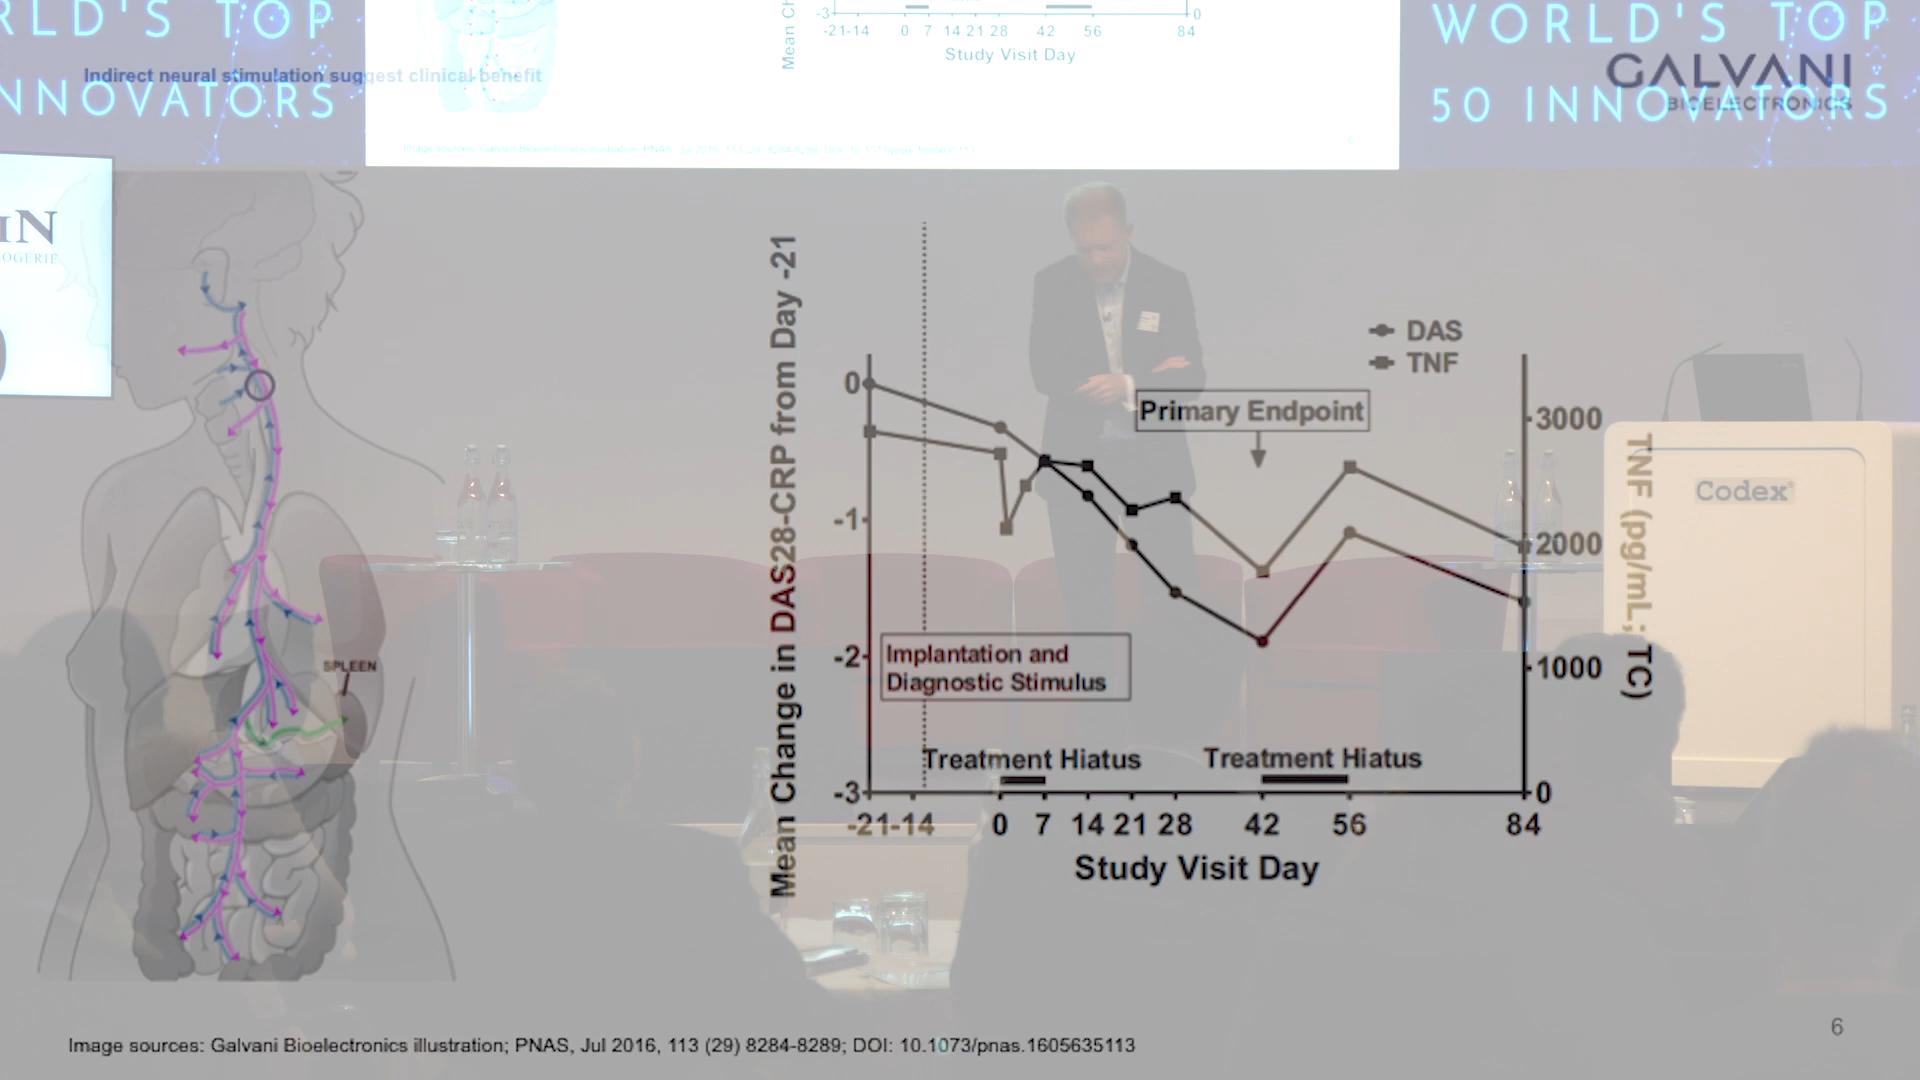 RLD'S TOP
NNOVATORS
WORLD'S TOP
50 INNOVATORS
Indirect neural stimulation suggest clinical benefit
GALVANI
BIOELECTRONICS
Mean Ch
-3
0
-21-14 0 7 14 21 28 42 56 84
Study Visit Day
iN
OGERIE
SPLEEN
Mean Change in DAS28-CRP from Day -21
0
-1
-2
-3
DAS
TNF
Primary Endpoint
Implantation and
Diagnostic Stimulus
Treatment Hiatus
Treatment Hiatus
3000
2000
1000
0
TNF (pg/mL; TC)
-21-14 0 7 14 21 28 42 56 84
Study Visit Day
Codex®
Image sources: Galvani Bioelectronics illustration; PNAS, Jul 2016, 113 (29) 8284-8289; DOI: 10.1073/pnas.1605635113
6